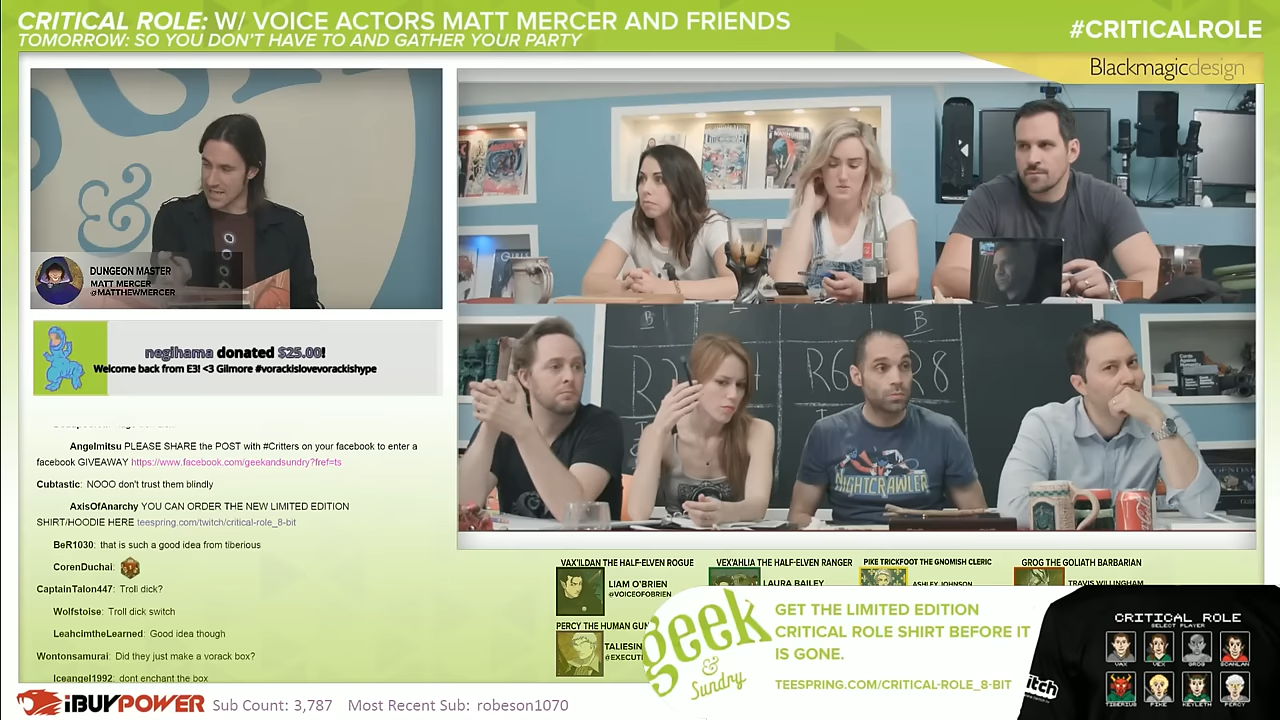 CRITICAL ROLE: W/ VOICE ACTORS MATT MERCER AND FRIENDS
TOMORROW: SO YOU DON'T HAVE TO AND GATHER YOUR PARTY
#CRITICALROLE
Blackmagicdesign
&
DUNGEON MASTER
MATT MERCER
@MATTHEWMERCER
negihama donated $25.00!
Welcome back from E3! <3 Gilmore #vorackislovevorackishype
Angelmitsu PLEASE SHARE the POST with #Critters on your facebook to enter a
facebook GIVEAWAY https://www.facebook.com/geekandsundry?fref=ts
Cubtastic: NOOO don't trust them blindly
AxisOfAnarchy YOU CAN ORDER THE NEW LIMITED EDITION
SHIRT/HOODIE HERE teespring.com/twitch/critical-role_8-bit
BeR1030: that is such a good idea from tiberious
CorenDuchai:
CaptainTalon447: Troll dick?
Wolfstoise: Troll dick switch
LeahcimtheLearned: Good idea though
Wontonsamurai: Did they just make a vorack box?
Iceangel1992: dont enchant the box
B
B
R2
R6
R8
NIGHTCRAWLER
VAX'ILDAN THE HALF-ELVEN ROGUE
LIAM O'BRIEN
@VOICEOFOBRIEN
VEX'AHLIA THE HALF-ELVEN RANGER
LAURA BAILEY
PIKE TRICKFOOT THE GNOMISH CLERIC
ASHLEY JOHNSON
GROG THE GOLIATH BARBARIAN
TRAVIS WILLINGHAM
PERCY THE HUMAN GUN
TALIESIN
@EXECUTI
geek
&
Sundry
GET THE LIMITED EDITION
CRITICAL ROLE SHIRT BEFORE IT
IS GONE.
TEESPRING.COM/CRITICAL-ROLE_8-BIT
itch
CRITICAL ROLE
SELECT PLAYER
VAX VEX GROG SCANLAN
TIBERIUS PIKE KEYLETH PERCY
iBUYPOWER
Sub Count: 3,787 Most Recent Sub: robeson1070